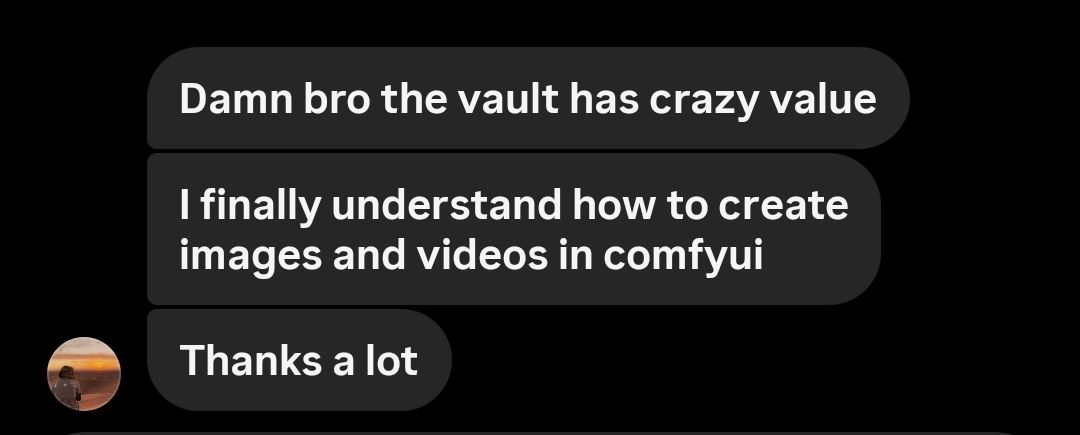 Damn bro the vault has crazy value
I finally understand how to create
images and videos in comfyui
Thanks a lot